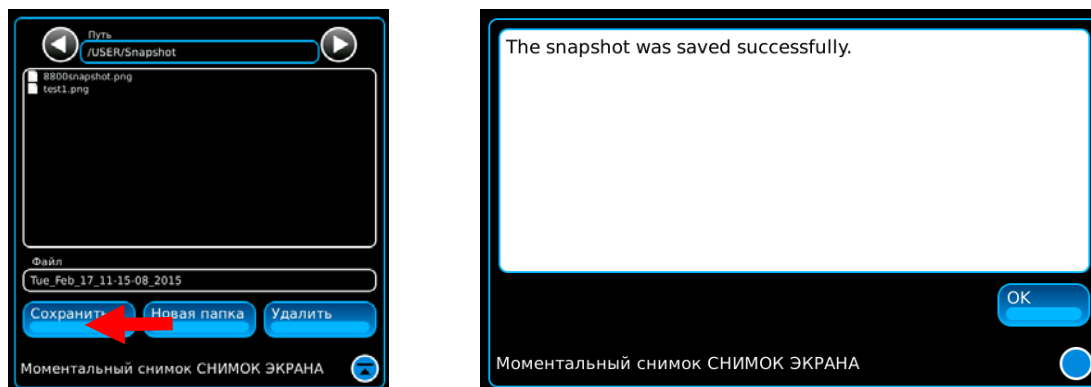 Путь
/USER/Snapshot
8800snapshot.png
test1.png
Файл
Tue_Feb_17_11-15-08_2015
Сохранить
Новая папка
Удалить
Моментальный снимок СНИМОК ЭКРАНА
The snapshot was saved successfully.
OK
Моментальный снимок СНИМОК ЭКРАНА